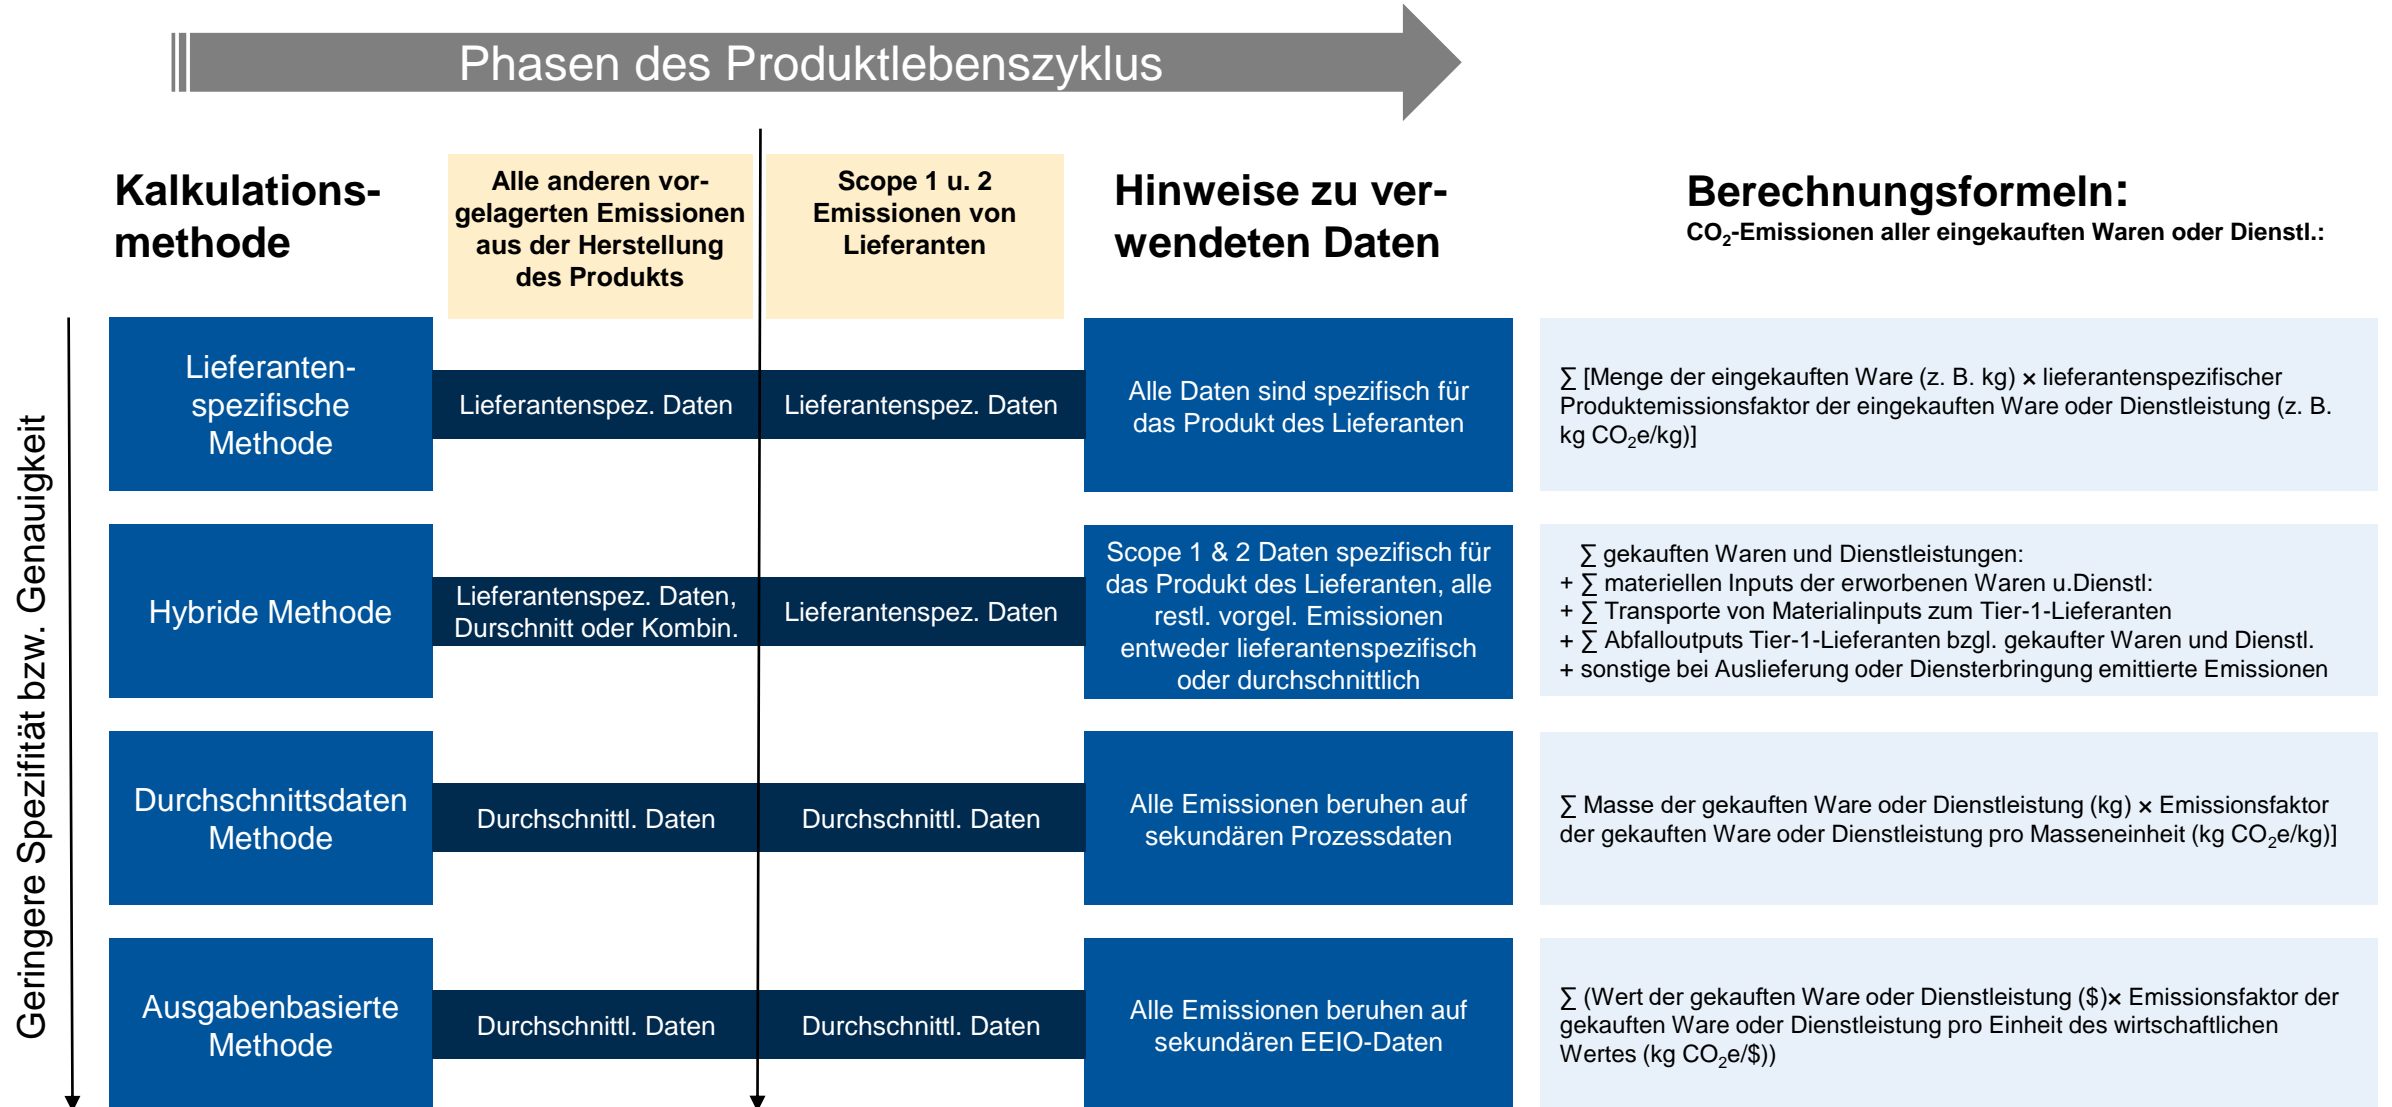 Phasen des Produktlebenszyklus
Kalkulations-
methode
Alle anderen vor-
gelagerten Emissionen
aus der Herstellung
des Produkts
Scope 1 u. 2
Emissionen von
Lieferanten
Hinweise zu ver-
wendeten Daten
Berechnungsformeln:
CO₂-Emissionen aller eingekauften Waren oder Dienstl.:
Geringere Spezifität bzw. Genauigkeit
Lieferanten-
spezifische
Methode
Lieferantenspez. Daten
Lieferantenspez. Daten
Alle Daten sind spezifisch für
das Produkt des Lieferanten
∑ [Menge der eingekauften Ware (z. B. kg) × lieferantenspezifischer
Produktemissionsfaktor der eingekauften Ware oder Dienstleistung (z. B.
kg CO₂e/kg)]
Hybride Methode
Lieferantenspez. Daten,
Durschnitt oder Kombin.
Lieferantenspez. Daten
Scope 1 & 2 Daten spezifisch für
das Produkt des Lieferanten, alle
restl. vorgel. Emissionen
entweder lieferantenspezifisch
oder durchschnittlich
∑ gekauften Waren und Dienstleistungen:
+ ∑ materiellen Inputs der erworbenen Waren u.Dienstl:
+ ∑ Transporte von Materialinputs zum Tier-1-Lieferanten
+ ∑ Abfalloutputs Tier-1-Lieferanten bzgl. gekaufter Waren und Dienstl.
+ sonstige bei Auslieferung oder Diensterbringung emittierte Emissionen
Durchschnittsdaten
Methode
Durchschnittl. Daten
Durchschnittl. Daten
Alle Emissionen beruhen auf
sekundären Prozessdaten
∑ Masse der gekauften Ware oder Dienstleistung (kg) × Emissionsfaktor
der gekauften Ware oder Dienstleistung pro Masseneinheit (kg CO₂e/kg)]
Ausgabenbasierte
Methode
Durchschnittl. Daten
Durchschnittl. Daten
Alle Emissionen beruhen auf
sekundären EEIO-Daten
∑ (Wert der gekauften Ware oder Dienstleistung ($)× Emissionsfaktor der
gekauften Ware oder Dienstleistung pro Einheit des wirtschaftlichen
Wertes (kg CO₂e/$))